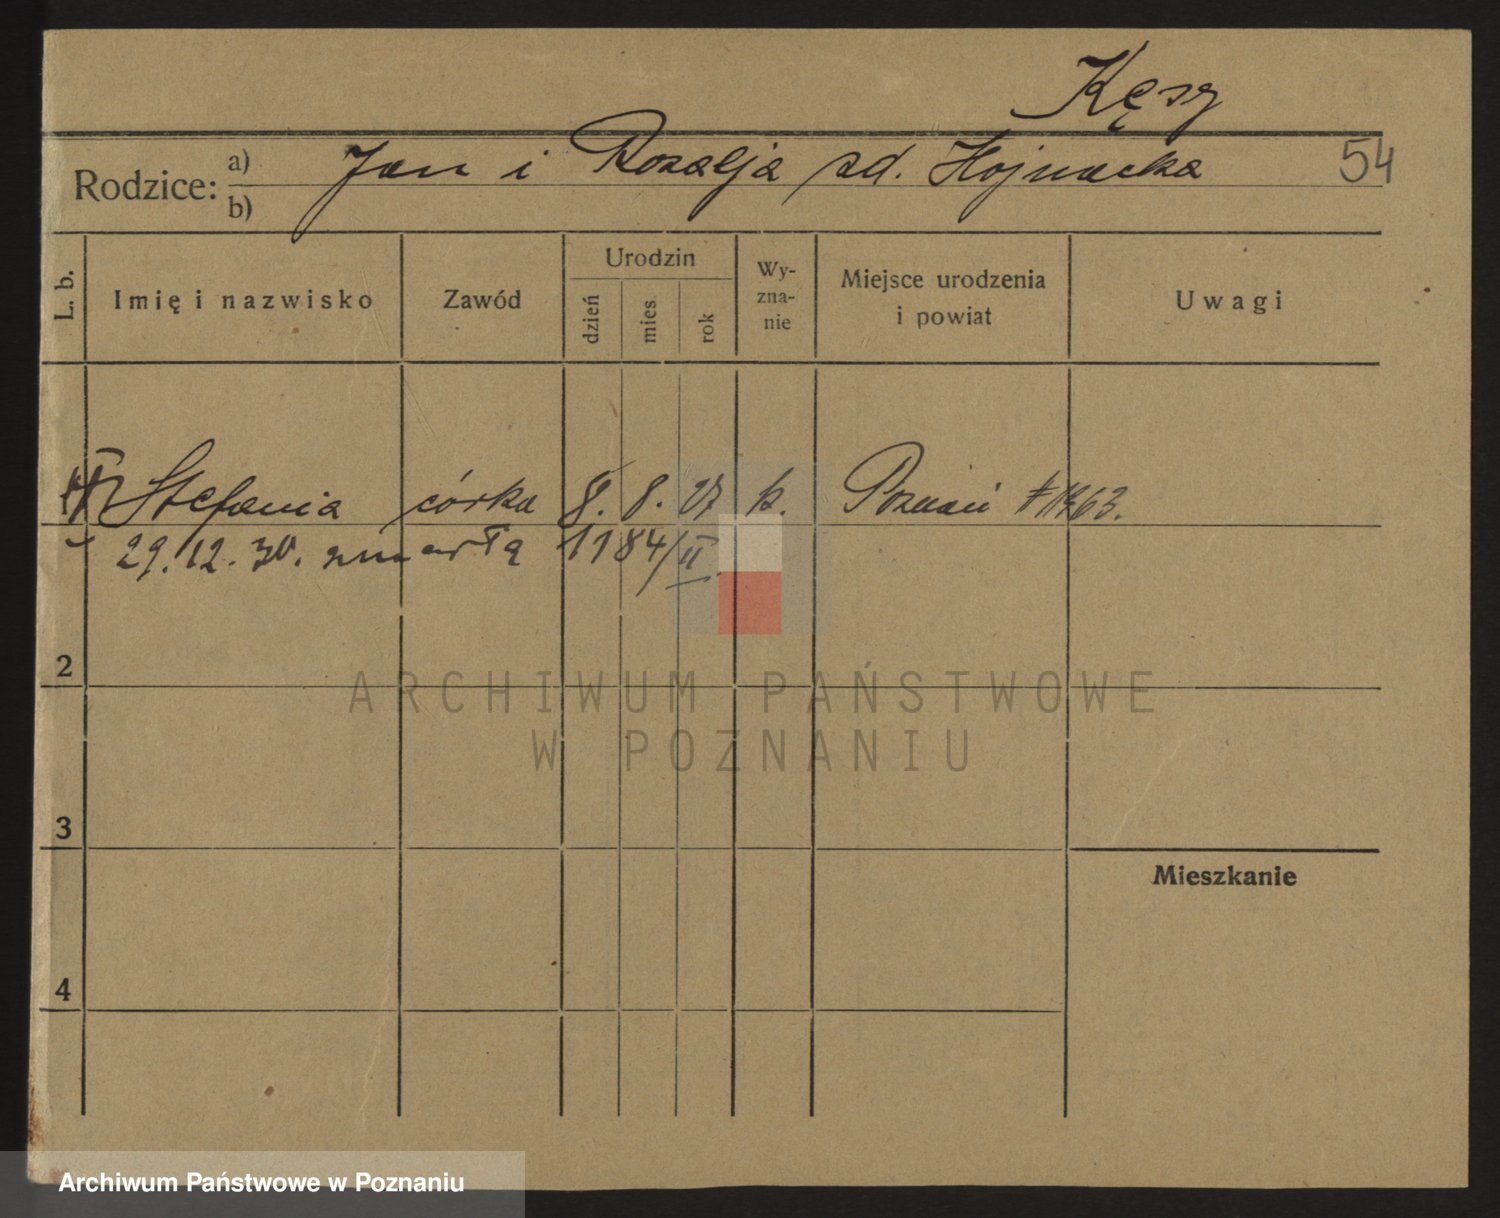 Kęsy
Rodzice: a) Jan i Rozalja zd. Hojnacka 54
b)
L. b. Imię i nazwisko Zawód Urodzin dzień mies rok Wy-zna-nie Miejsce urodzenia i powiat Uwagi
Stefania córka 8. 8. 27 k. Poznań
29. 12. 30. zmarła 1184/II
2
3
Mieszkanie
4
ARCHIWUM PAŃSTWOWE
W POZNANIU
Archiwum Państwowe w Poznaniu